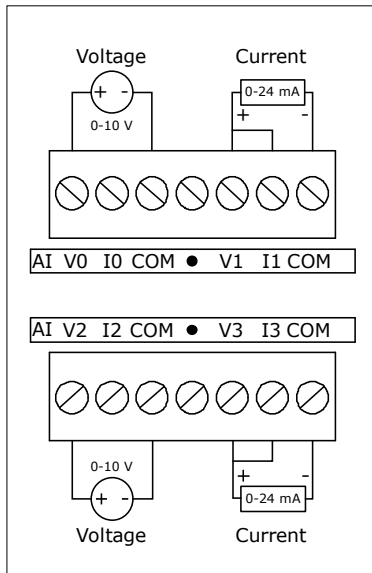 Voltage Current
+ - 0-24 mA
0-10 V + -
AI V0 I0 COM ● V1 I1 COM
AI V2 I2 COM ● V3 I3 COM
0-10 V + -
+ - 0-24 mA
Voltage Current